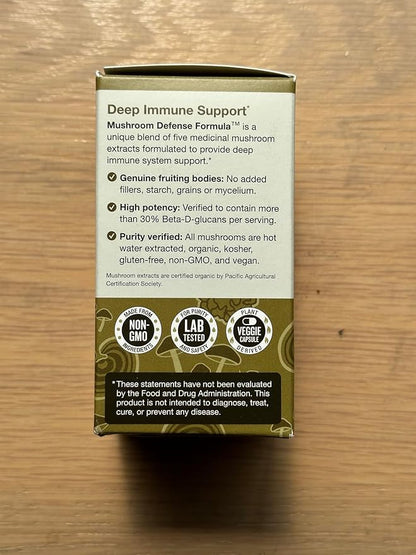 Deep Immune Support*
Mushroom Defense Formula™ is a
unique blend of five medicinal mushroom
extracts formulated to provide deep
immune system support.*
Genuine fruiting bodies: No added
fillers, starch, grains or mycelium.
High potency: Verified to contain more
than 30% Beta-D-glucans per serving.
Purity verified: All mushrooms are hot
water extracted, organic, kosher,
gluten-free, non-GMO, and vegan.
Mushroom extracts are certified organic by Pacific Agricultural
Certification Society.
MADE FROM
NON-
GMO
INGREDIENTS
FOR PURITY
LAB
TESTED
AND SAFETY
PLANT
VEGGIE
CAPSULE
DERIVED
*These statements have not been evaluated
by the Food and Drug Administration. This
product is not intended to diagnose, treat,
cure, or prevent any disease.